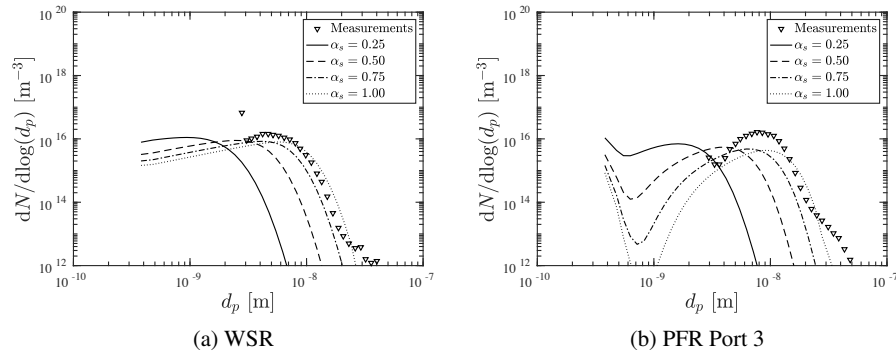 10 20
10 18
10 16
10 14
10 12
10 -10
10 -9
10 -8
10 -7
dN/dlog(d_p) [m^{-3}]
d_p [m]
Measurements
α_s = 0.25
α_s = 0.50
α_s = 0.75
α_s = 1.00
(a) WSR
10 20
10 18
10 16
10 14
10 12
10 -10
10 -9
10 -8
10 -7
dN/dlog(d_p) [m^{-3}]
d_p [m]
Measurements
α_s = 0.25
α_s = 0.50
α_s = 0.75
α_s = 1.00
(b) PFR Port 3